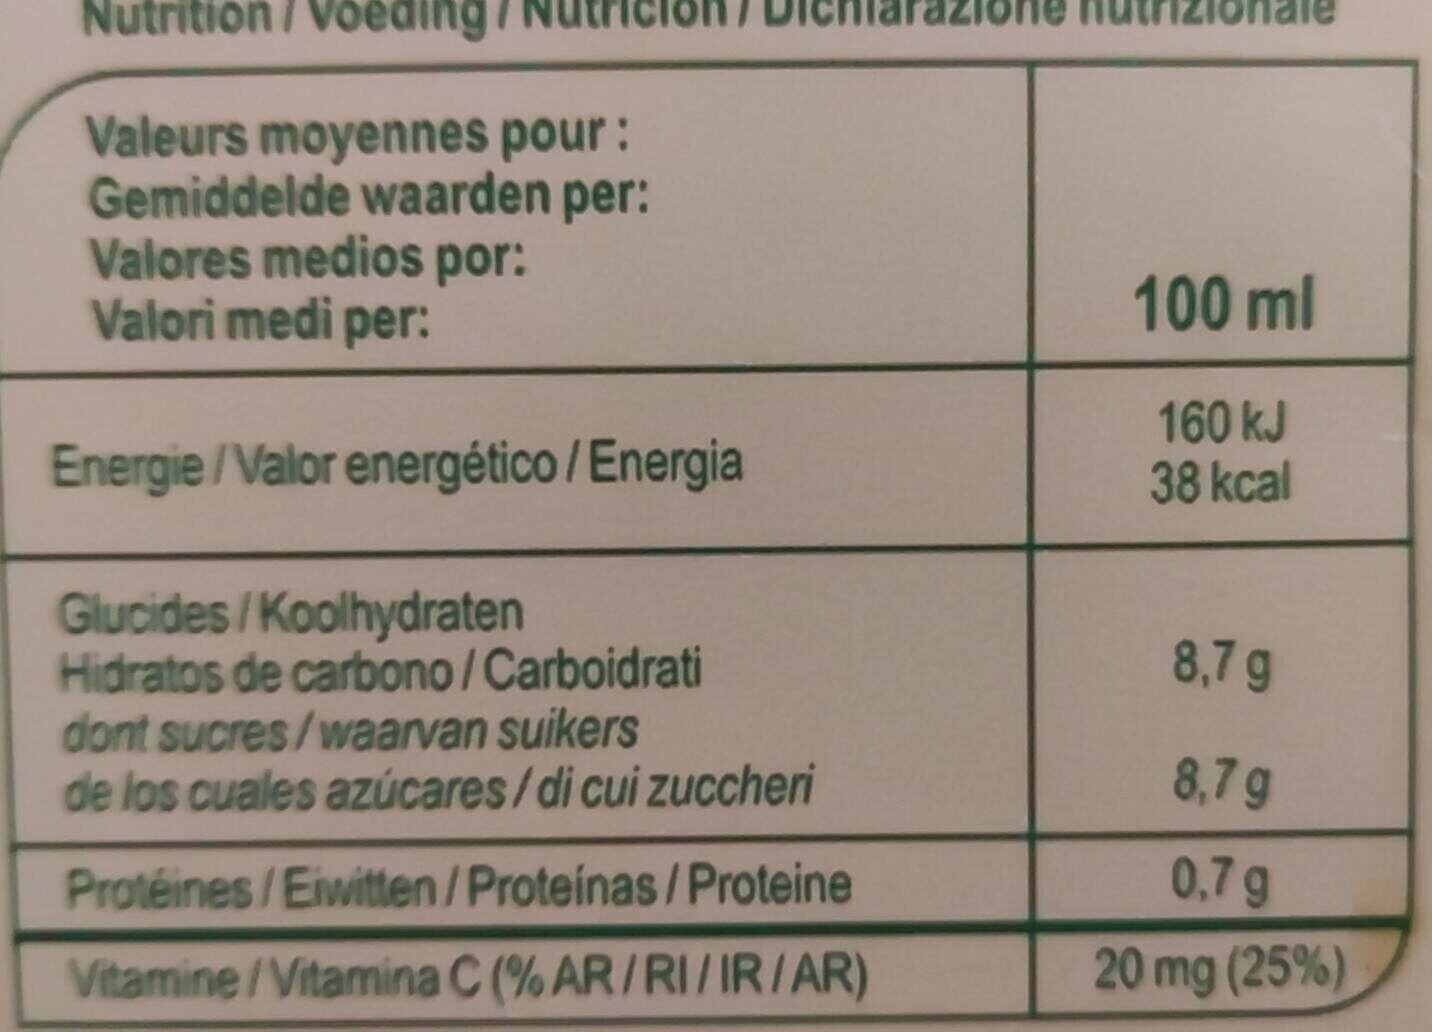 Nutrition / Voeding / Nutrición / Dichiarazione nutrizionale
Valeurs moyennes pour :
Gemiddelde waarden per:
Valores medios por:
Valori medi per:
100 ml
Energie / Valor energético / Energia
160 kJ
38 kcal
Glucides / Koolhydraten
Hidratos de carbono / Carboidrati
8,7 g
dont sucres / waarvan suikers
de los cuales azúcares / di cui zuccheri
8,7 g
Protéines / Eiwitten / Proteínas / Proteine
0,7 g
Vitamine / Vitamina C (% AR / RI / IR / AR)
20 mg (25%)